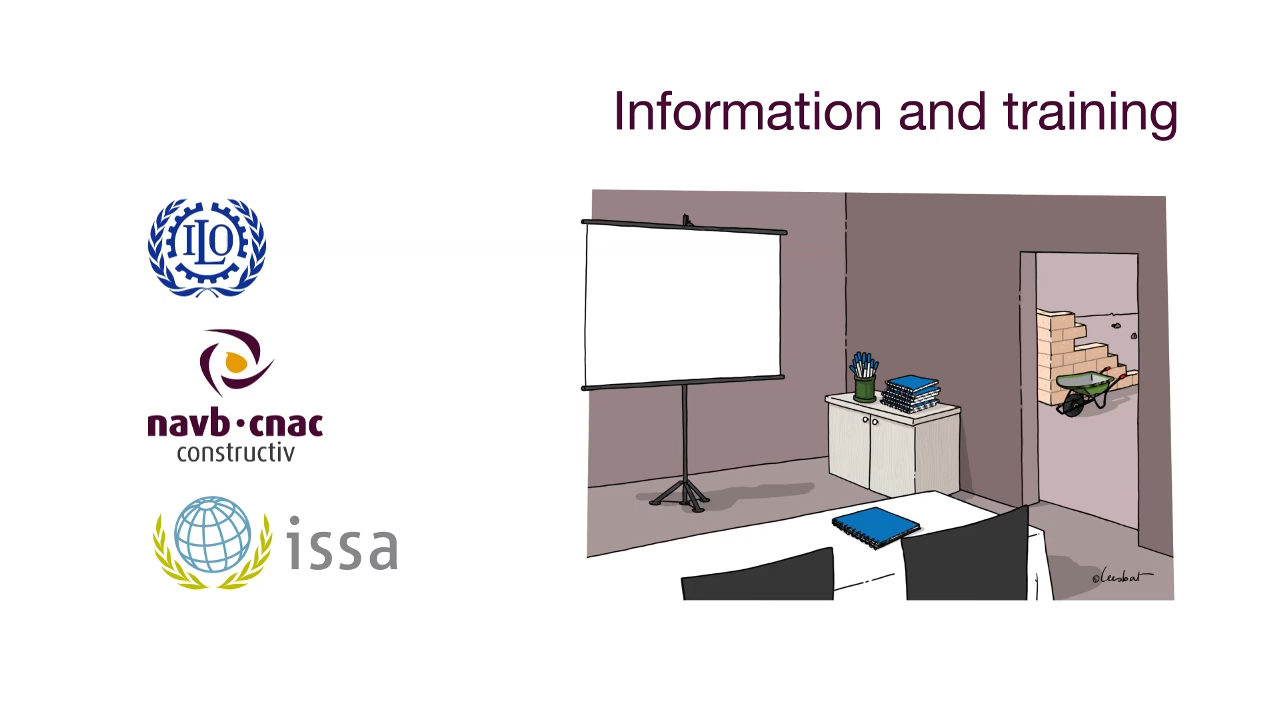 Information and training
ILO
navb·cnac
constructiv
issa